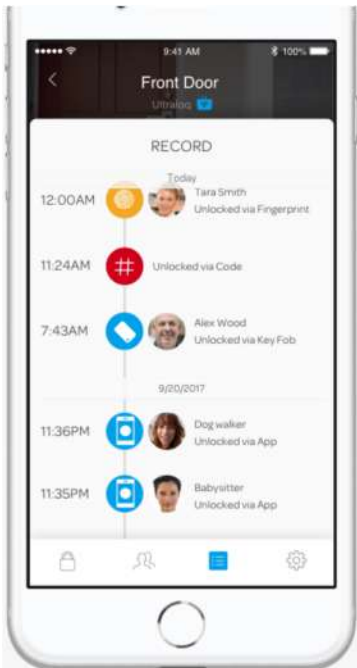 9:41 AM
100%
Front Door
Ultraloq
RECORD
Today
12:00AM
Tara Smith
Unlocked via Fingerprint
11:24AM
#
Unlocked via Code
7:43AM
Alex Wood
Unlocked via Key Fob
9/20/2017
11:36PM
Dog walker
Unlocked via App
11:35PM
Babysitter
Unlocked via App